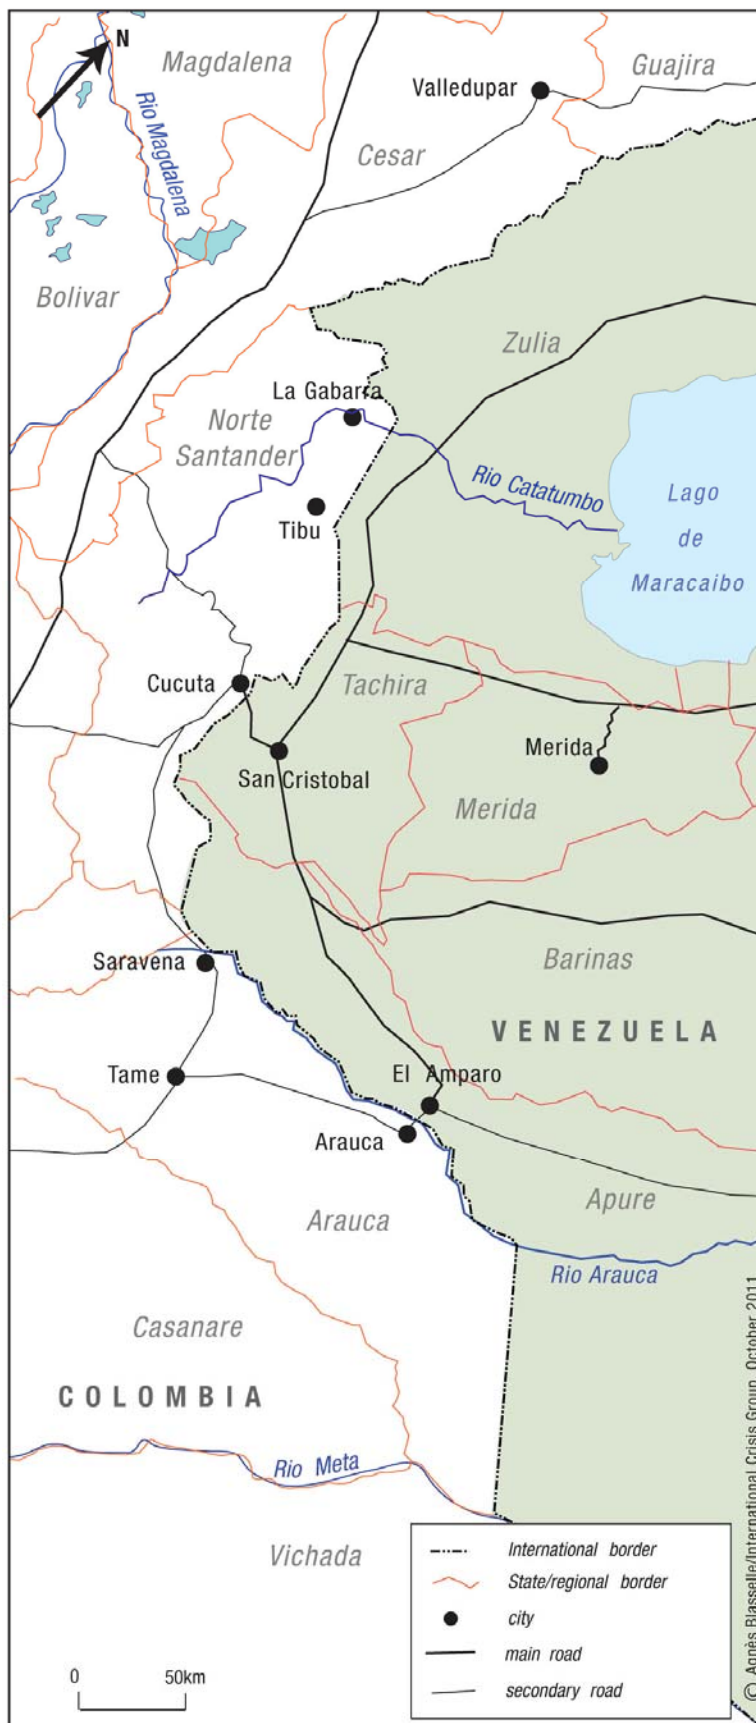 N
Magdalena
Guajira
Valledupar
Rio Magdalena
Cesar
Bolivar
Zulia
La Gabarra
Norte
Santander
Rio Catatumbo
Lago
de
Maracaibo
Tibu
Cucuta
Tachira
San Cristobal
Merida
Merida
Saravena
Barinas
VENEZUELA
Tame
El Amparo
Arauca
Apure
Arauca
Rio Arauca
Casanare
COLOMBIA
Rio Meta
Vichada
International border
State/regional border
city
main road
secondary road
0 50km
© Agnès Blasselle/International Crisis Group, October 2011